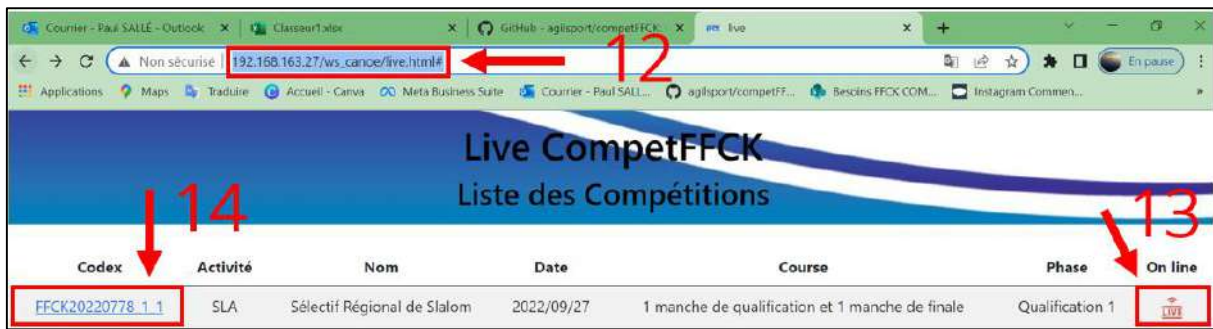 Courrier - Paul SALLÉ - Outlook
Classeur1.xlsx
GitHub - agilsport/competFFCK
live
Non sécurisé
192.168.163.27/ws_canoe/live.html#
12
En pause
Applications
Maps
Traduire
Accueil - Canva
Meta Business Suite
Courrier - Paul SALL...
agilsport/competFF...
Besoins FFCK COM...
Instagram Commen...
Live CompetFFCK
Liste des Compétitions
14
13
Codex Activité Nom Date Course Phase On line
FFCK20220778_1_1 SLA Sélectif Régional de Slalom 2022/09/27 1 manche de qualification et 1 manche de finale Qualification 1 LIVE